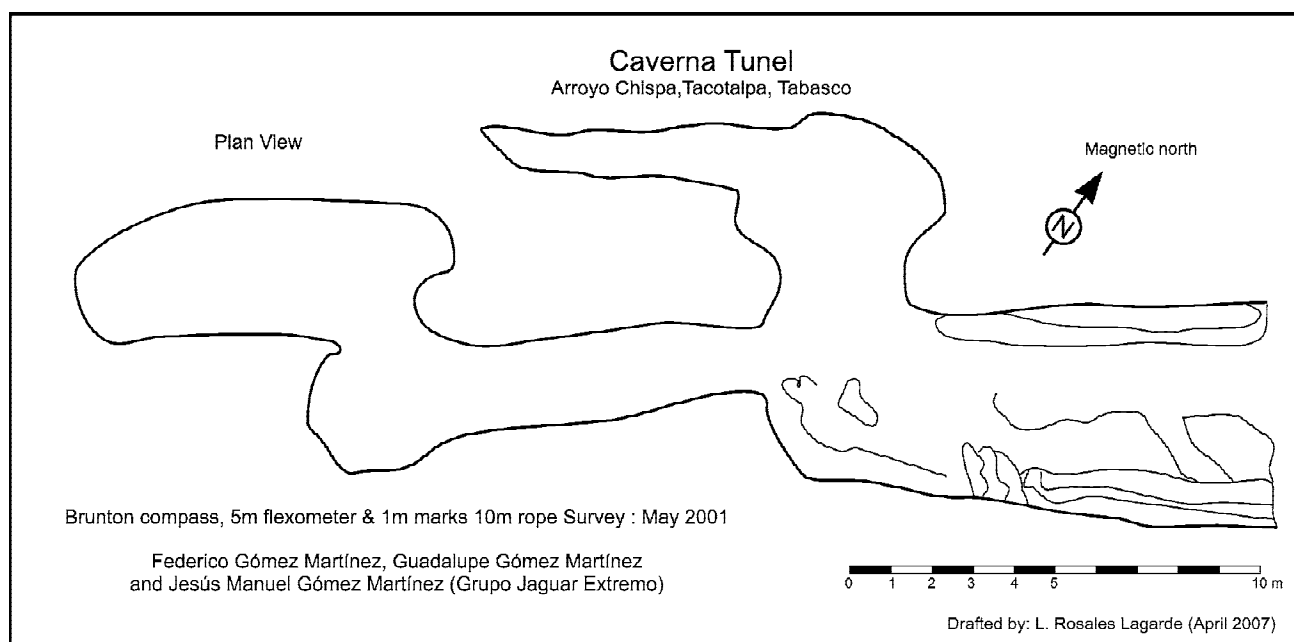 Caverna Tunel
Arroyo Chispa,Tacotalpa, Tabasco
Plan View
Magnetic north
N
Brunton compass, 5m flexometer & 1m marks 10m rope Survey : May 2001
Federico Gómez Martínez, Guadalupe Gómez Martínez
and Jesús Manuel Gómez Martínez (Grupo Jaguar Extremo)
0 1 2 3 4 5 10 m
Drafted by: L. Rosales Lagarde (April 2007)